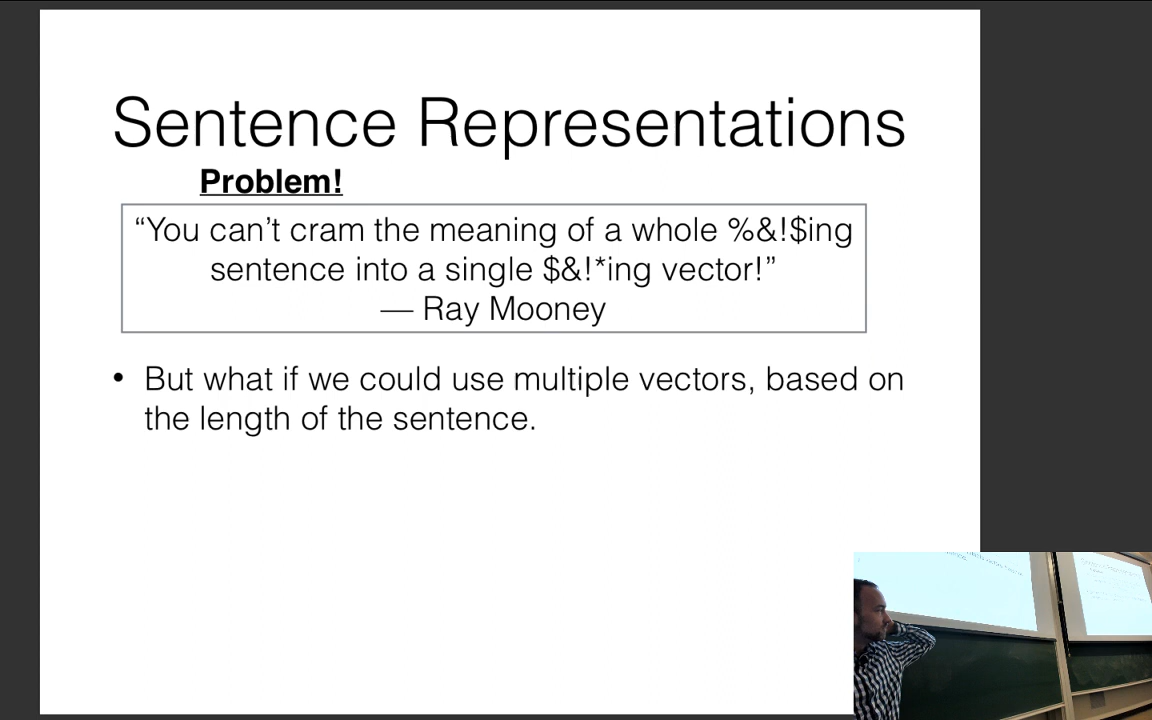 Sentence Representations
Problem!
“You can’t cram the meaning of a whole %&!$ing
sentence into a single $&!*ing vector!”
— Ray Mooney
• But what if we could use multiple vectors, based on
the length of the sentence.